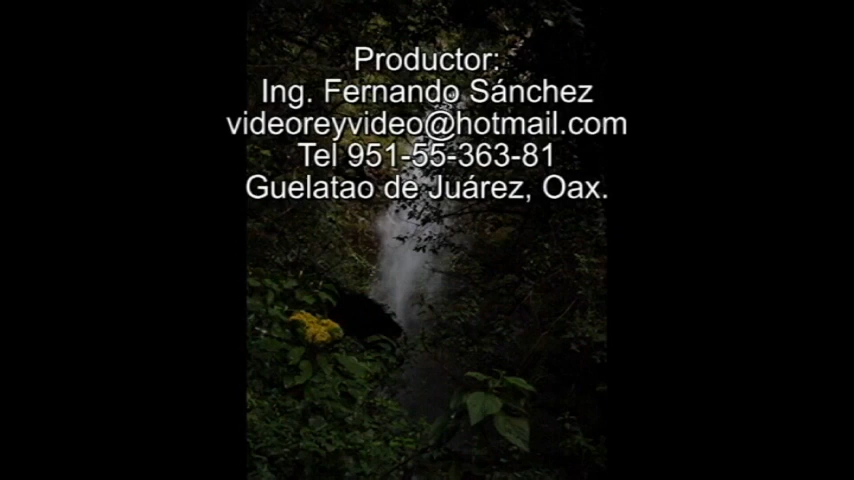 Productor:
Ing. Fernando Sánchez
videoreyvideo@hotmail.com
Tel 951-55-363-81
Guelatao de Juárez, Oax.